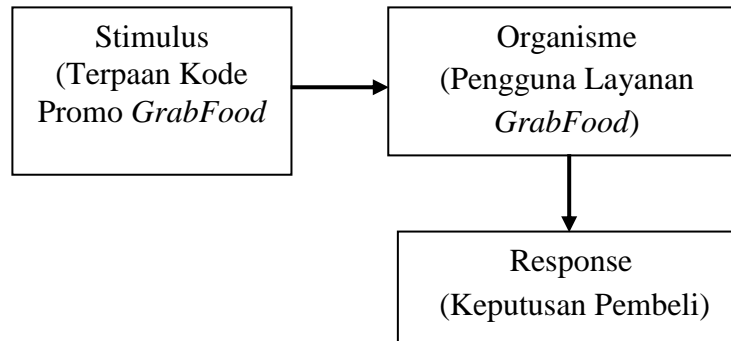 Stimulus
(Terpaan Kode
Promo GrabFood
Organisme
(Pengguna Layanan
GrabFood)
Response
(Keputusan Pembeli)